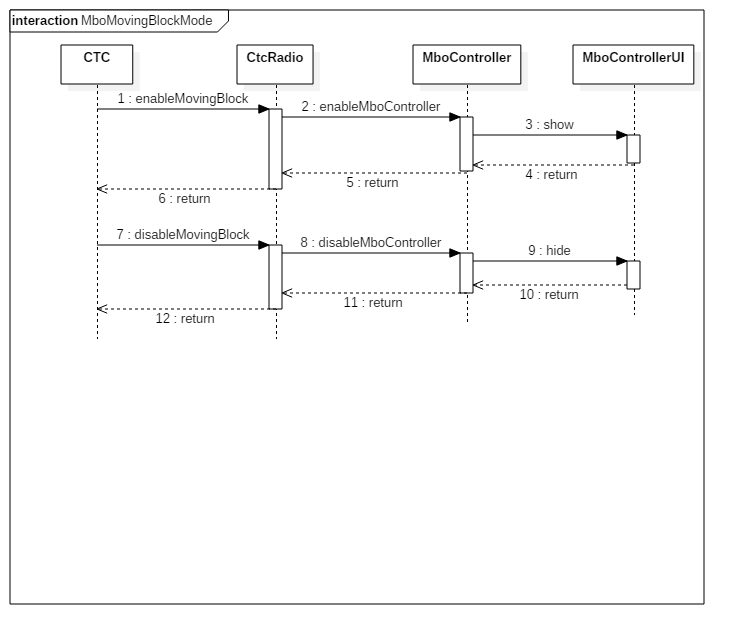 interaction MboMovingBlockMode
CTC
CtcRadio
MboController
MboControllerUI
1 : enableMovingBlock
2 : enableMboController
3 : show
4 : return
5 : return
6 : return
7 : disableMovingBlock
8 : disableMboController
9 : hide
10 : return
11 : return
12 : return